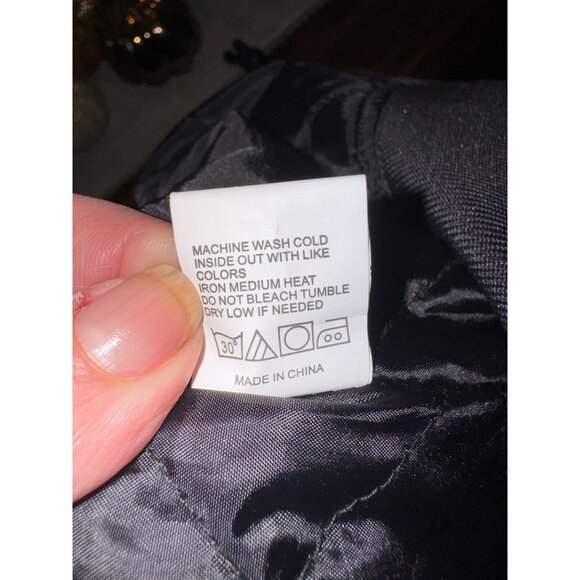 MACHINE WASH COLD
INSIDE OUT WITH LIKE
COLORS
IRON MEDIUM HEAT
DO NOT BLEACH TUMBLE
DRY LOW IF NEEDED
30°
MADE IN CHINA